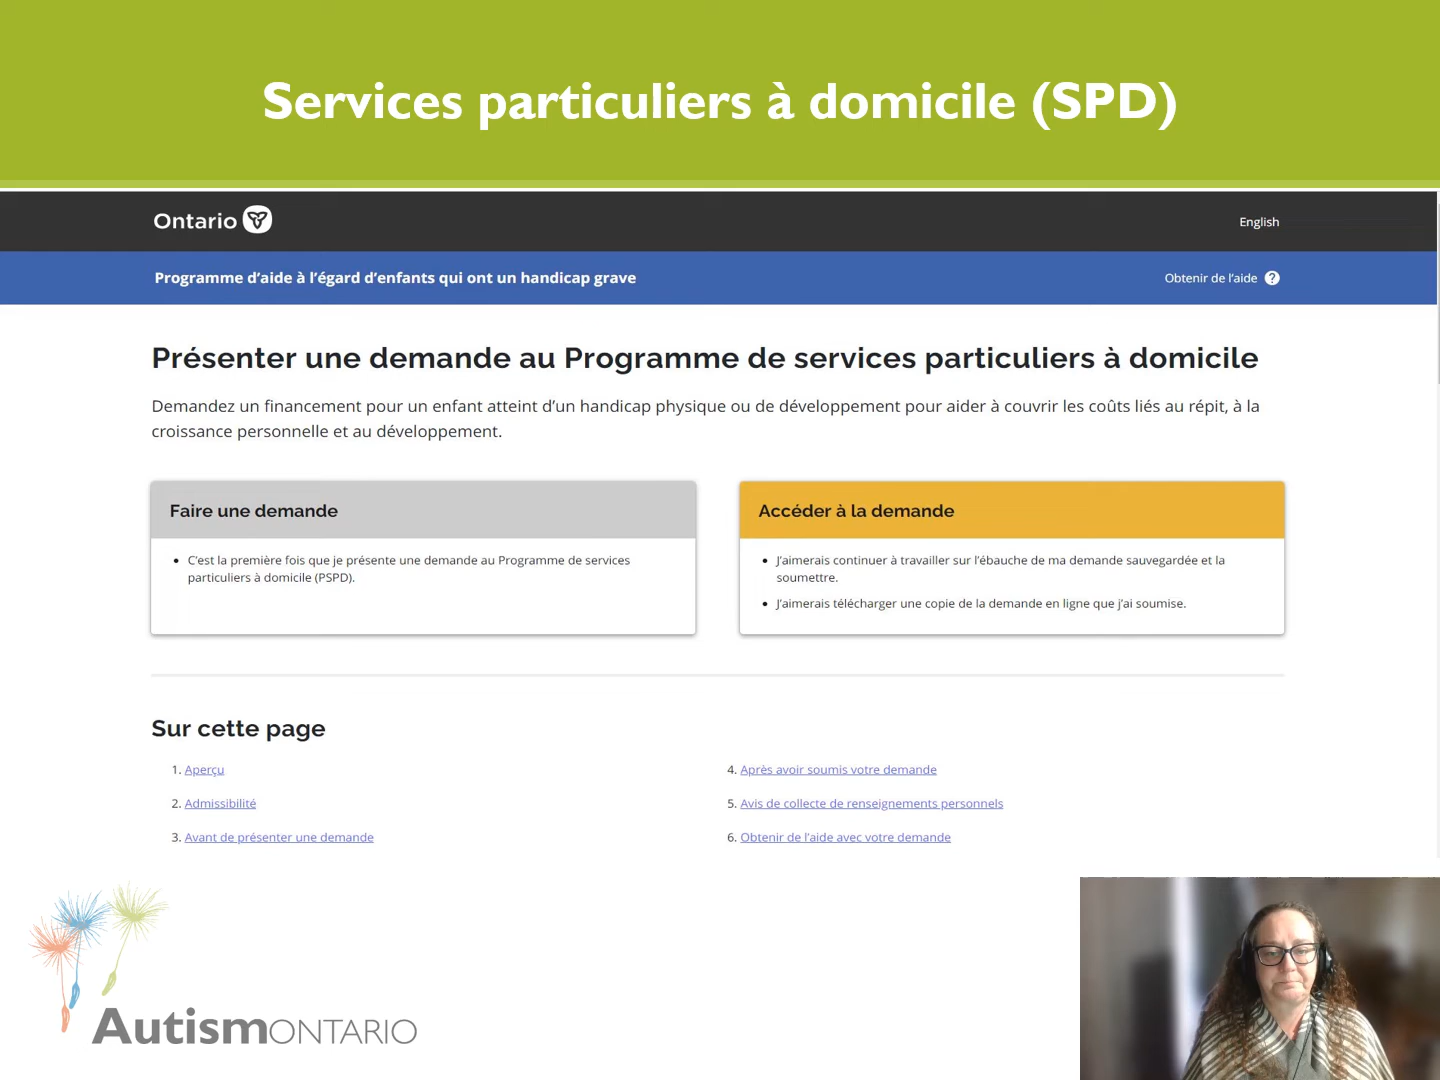 Services particuliers à domicile (SPD)
Ontario
English
Programme d’aide à l’égard d’enfants qui ont un handicap grave
Obtenir de l’aide ?
Présenter une demande au Programme de services particuliers à domicile
Demandez un financement pour un enfant atteint d’un handicap physique ou de développement pour aider à couvrir les coûts liés au répit, à la
croissance personnelle et au développement.
Faire une demande
• C’est la première fois que je présente une demande au Programme de services
particuliers à domicile (PSPD).
Accéder à la demande
• J’aimerais continuer à travailler sur l’ébauche de ma demande sauvegardée et la
soumettre.
• J’aimerais télécharger une copie de la demande en ligne que j’ai soumise.
Sur cette page
1. Aperçu
2. Admissibilité
3. Avant de présenter une demande
4. Après avoir soumis votre demande
5. Avis de collecte de renseignements personnels
6. Obtenir de l’aide avec votre demande
AutismONTARIO